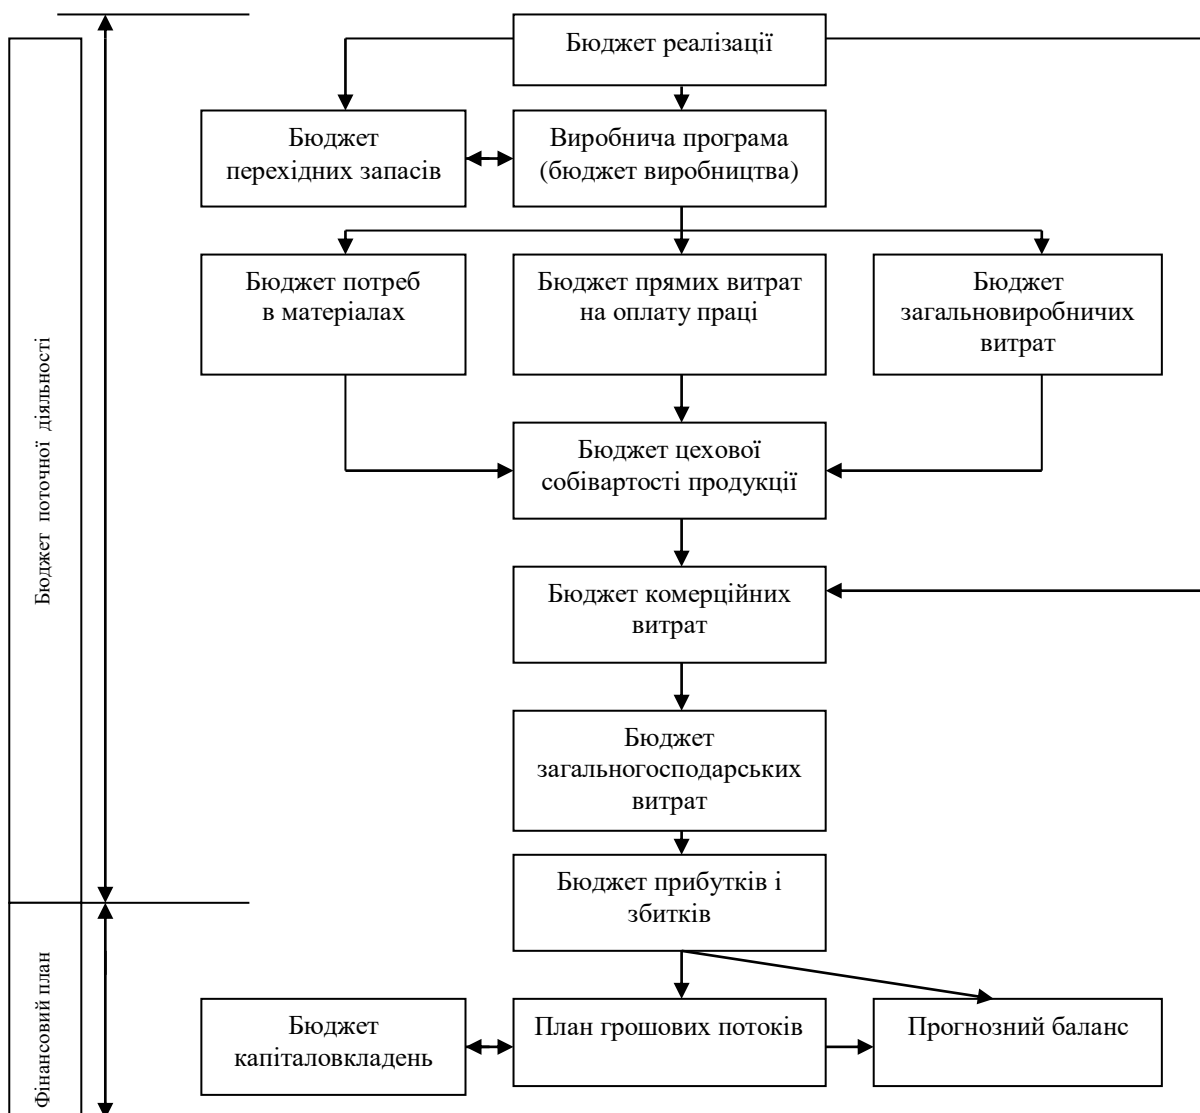 Бюджет реалізації
Бюджет
перехідних запасів
Виробнича програма
(бюджет виробництва)
Бюджет потреб
в матеріалах
Бюджет прямих витрат
на оплату праці
Бюджет
загальновиробничих
витрат
Бюджет поточної діяльності
Бюджет цехової
собівартості продукції
Бюджет комерційних
витрат
Бюджет
загальногосподарських
витрат
Бюджет прибутків і
збитків
Фінансовий план
Бюджет
капіталовкладень
План грошових потоків
Прогнозний баланс